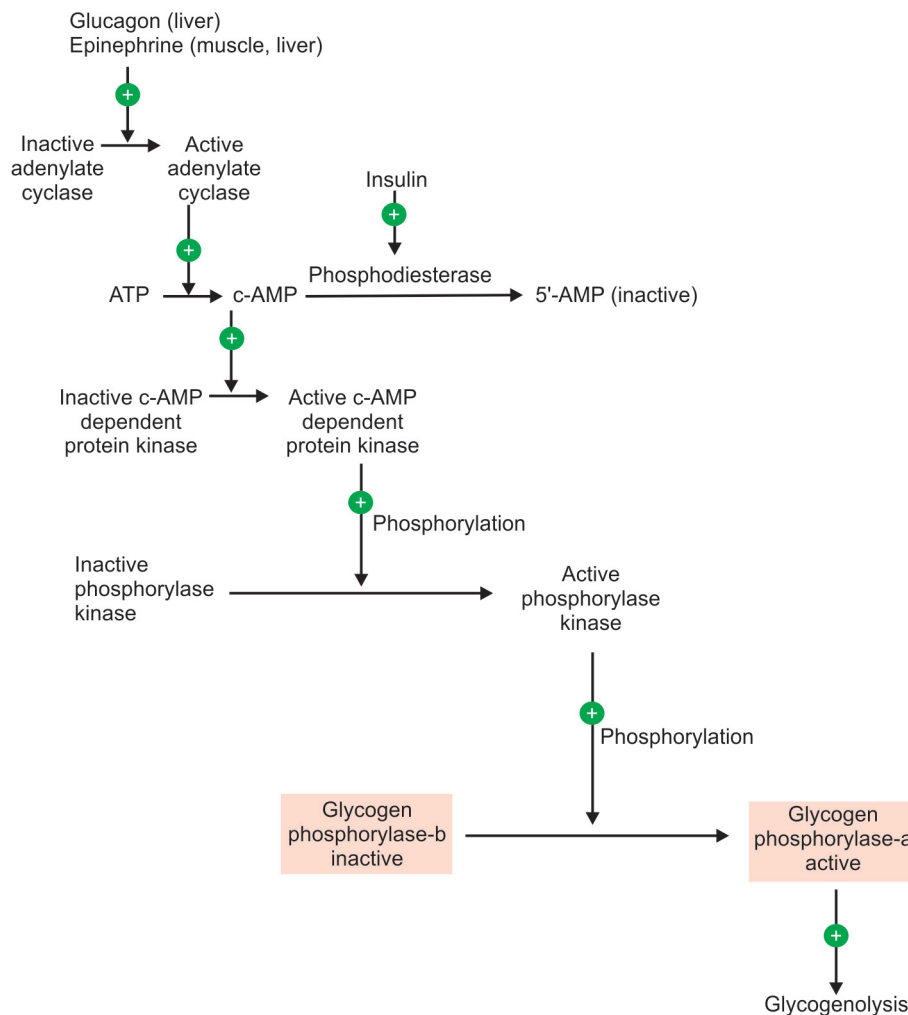 Glucagon (liver)
Epinephrine (muscle, liver)
+
Inactive
adenylate
cyclase
Active
adenylate
cyclase
Insulin
+
+
Phosphodiesterase
ATP
c-AMP
5'-AMP (inactive)
+
Inactive c-AMP
dependent
protein kinase
Active c-AMP
dependent
protein kinase
+
Phosphorylation
Inactive
phosphorylase
kinase
Active
phosphorylase
kinase
+
Phosphorylation
Glycogen
phosphorylase-b
inactive
Glycogen
phosphorylase-a
active
+
Glycogenolysis